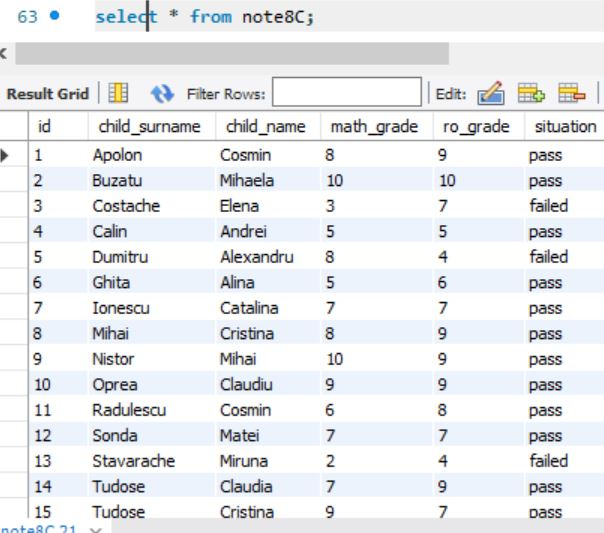 63 select * from note8C;
Result Grid Filter Rows: Edit:
id child_surname child_name math_grade ro_grade situation
1 Apolon Cosmin 8 9 pass
2 Buzatu Mihaela 10 10 pass
3 Costache Elena 3 7 failed
4 Calin Andrei 5 5 pass
5 Dumitru Alexandru 8 4 failed
6 Ghita Alina 5 6 pass
7 Ionescu Catalina 7 7 pass
8 Mihai Cristina 8 9 pass
9 Nistor Mihai 10 9 pass
10 Oprea Claudiu 9 9 pass
11 Radulescu Cosmin 6 8 pass
12 Sonda Matei 7 7 pass
13 Stavarache Miruna 2 4 failed
14 Tudose Claudia 7 9 pass
15 Tudose Cristina 9 7 pass
note8C 21